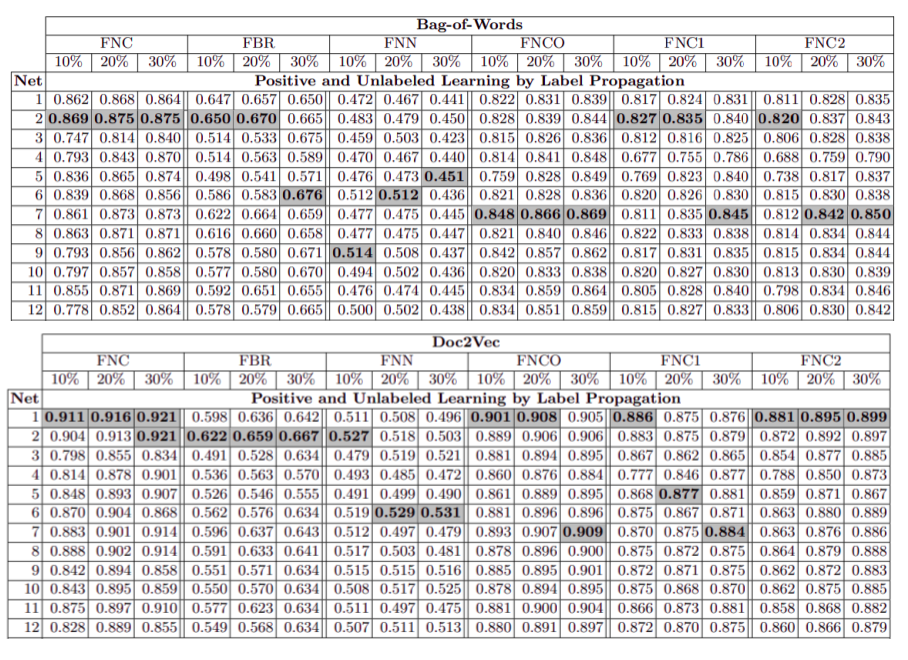 Bag-of-Words
FNC FBR FNN FNCO FNC1 FNC2
10% 20% 30% 10% 20% 30% 10% 20% 30% 10% 20% 30% 10% 20% 30% 10% 20% 30%
Net Positive and Unlabeled Learning by Label Propagation
1 0.862 0.868 0.864 0.647 0.657 0.650 0.472 0.467 0.441 0.822 0.831 0.839 0.817 0.824 0.831 0.811 0.828 0.835
2 0.869 0.875 0.875 0.650 0.670 0.665 0.483 0.479 0.450 0.828 0.839 0.844 0.827 0.835 0.840 0.820 0.837 0.843
3 0.747 0.814 0.840 0.514 0.533 0.675 0.459 0.503 0.423 0.815 0.826 0.836 0.812 0.816 0.825 0.806 0.828 0.838
4 0.793 0.843 0.870 0.514 0.563 0.589 0.470 0.467 0.440 0.814 0.841 0.848 0.677 0.755 0.786 0.688 0.759 0.790
5 0.836 0.865 0.874 0.498 0.541 0.571 0.476 0.473 0.451 0.759 0.828 0.849 0.769 0.823 0.840 0.738 0.817 0.837
6 0.839 0.868 0.856 0.586 0.583 0.676 0.512 0.512 0.436 0.821 0.828 0.836 0.820 0.826 0.830 0.815 0.830 0.838
7 0.861 0.873 0.873 0.622 0.664 0.659 0.477 0.475 0.445 0.848 0.866 0.869 0.811 0.835 0.845 0.812 0.842 0.850
8 0.863 0.871 0.871 0.616 0.660 0.658 0.477 0.475 0.447 0.821 0.840 0.846 0.822 0.833 0.838 0.814 0.834 0.844
9 0.793 0.856 0.862 0.578 0.580 0.671 0.514 0.508 0.437 0.842 0.857 0.862 0.817 0.831 0.835 0.815 0.834 0.844
10 0.797 0.857 0.858 0.577 0.580 0.670 0.494 0.502 0.436 0.820 0.833 0.838 0.820 0.827 0.830 0.813 0.830 0.839
11 0.855 0.871 0.869 0.592 0.651 0.655 0.476 0.474 0.445 0.834 0.859 0.864 0.805 0.828 0.840 0.798 0.834 0.846
12 0.778 0.852 0.864 0.578 0.579 0.665 0.500 0.502 0.438 0.834 0.851 0.859 0.815 0.827 0.833 0.806 0.830 0.842
Doc2Vec
FNC FBR FNN FNCO FNC1 FNC2
10% 20% 30% 10% 20% 30% 10% 20% 30% 10% 20% 30% 10% 20% 30% 10% 20% 30%
Net Positive and Unlabeled Learning by Label Propagation
1 0.911 0.916 0.921 0.598 0.636 0.642 0.511 0.508 0.496 0.901 0.908 0.905 0.886 0.875 0.876 0.881 0.895 0.899
2 0.904 0.913 0.921 0.622 0.659 0.667 0.527 0.518 0.503 0.889 0.906 0.906 0.883 0.875 0.879 0.872 0.892 0.897
3 0.798 0.855 0.834 0.491 0.528 0.634 0.479 0.519 0.521 0.881 0.894 0.895 0.867 0.862 0.865 0.854 0.877 0.885
4 0.814 0.878 0.901 0.536 0.563 0.570 0.493 0.485 0.472 0.860 0.876 0.884 0.777 0.846 0.877 0.788 0.850 0.873
5 0.848 0.893 0.907 0.526 0.546 0.555 0.491 0.499 0.490 0.861 0.889 0.895 0.868 0.877 0.881 0.859 0.871 0.867
6 0.870 0.904 0.868 0.562 0.576 0.634 0.519 0.529 0.531 0.881 0.896 0.896 0.875 0.867 0.871 0.863 0.880 0.889
7 0.883 0.901 0.914 0.596 0.637 0.643 0.512 0.497 0.479 0.893 0.907 0.909 0.870 0.875 0.884 0.863 0.876 0.886
8 0.888 0.902 0.914 0.591 0.633 0.641 0.517 0.503 0.481 0.878 0.896 0.900 0.875 0.872 0.875 0.864 0.879 0.888
9 0.842 0.894 0.858 0.551 0.571 0.634 0.515 0.515 0.516 0.885 0.895 0.901 0.872 0.871 0.875 0.862 0.872 0.883
10 0.843 0.895 0.859 0.550 0.570 0.634 0.508 0.517 0.525 0.878 0.894 0.895 0.875 0.868 0.870 0.862 0.875 0.885
11 0.875 0.897 0.910 0.577 0.623 0.634 0.511 0.497 0.475 0.881 0.900 0.904 0.866 0.873 0.881 0.858 0.868 0.882
12 0.828 0.889 0.855 0.549 0.568 0.634 0.507 0.511 0.513 0.880 0.891 0.897 0.872 0.870 0.875 0.860 0.866 0.879